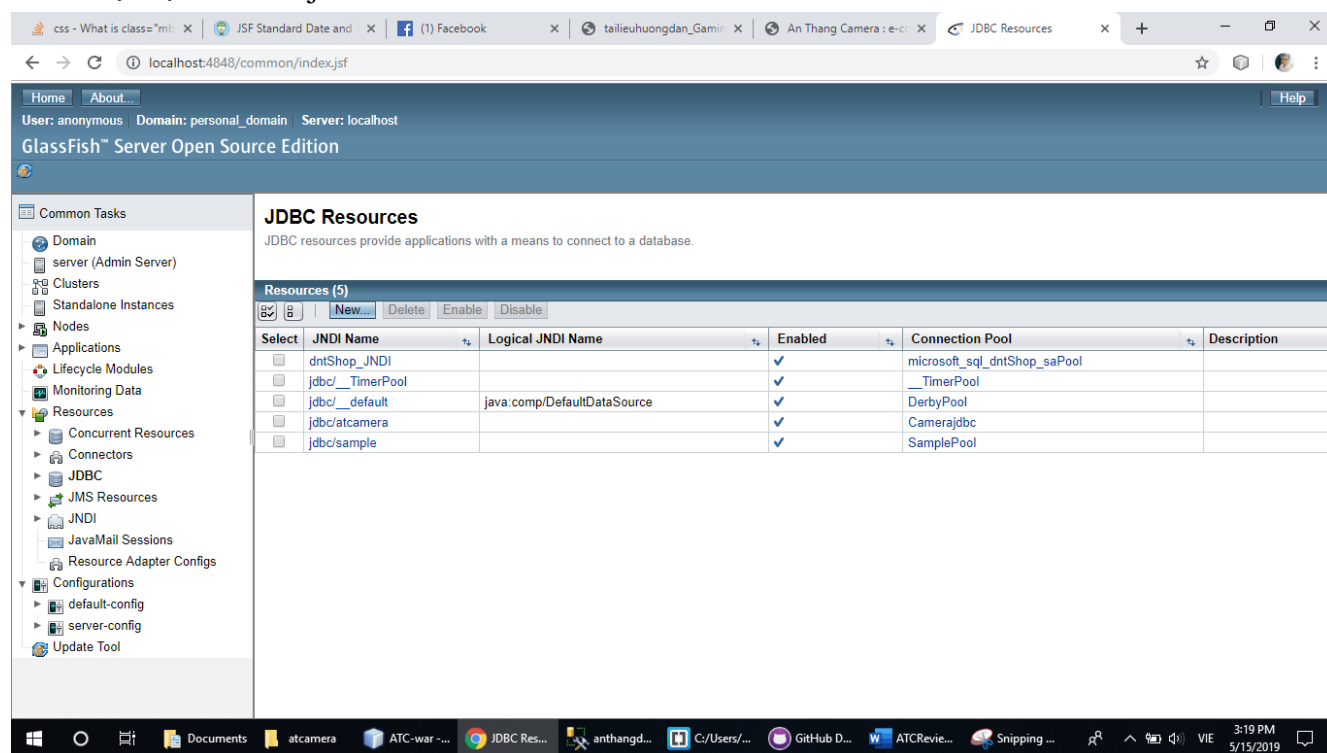 css - What is class="mb
JSF Standard Date and T
(1) Facebook
tailieuhuongdan_Gamin
An Thang Camera : e-co
JDBC Resources
localhost:4848/common/index.jsf
Home About... Help
User: anonymous Domain: personal_domain Server: localhost
GlassFish™ Server Open Source Edition
Common Tasks
Domain
server (Admin Server)
Clusters
Standalone Instances
Nodes
Applications
Lifecycle Modules
Monitoring Data
Resources
Concurrent Resources
Connectors
JDBC
JMS Resources
JNDI
JavaMail Sessions
Resource Adapter Configs
Configurations
default-config
server-config
Update Tool
JDBC Resources
JDBC resources provide applications with a means to connect to a database.
Resources (5)
New... Delete Enable Disable
Select JNDI Name Logical JNDI Name Enabled Connection Pool Description
dntShop_JNDI microsoft_sql_dntShop_saPool
jdbc/__TimerPool __TimerPool
jdbc/__default java:comp/DefaultDataSource DerbyPool
jdbc/atcamera Camerajdbc
jdbc/sample SamplePool
Documents atcamera ATC-war -... JDBC Res... anthangd... C:/Users/... GitHub D... ATCRevie... Snipping ... VIE 3:19 PM
5/15/2019